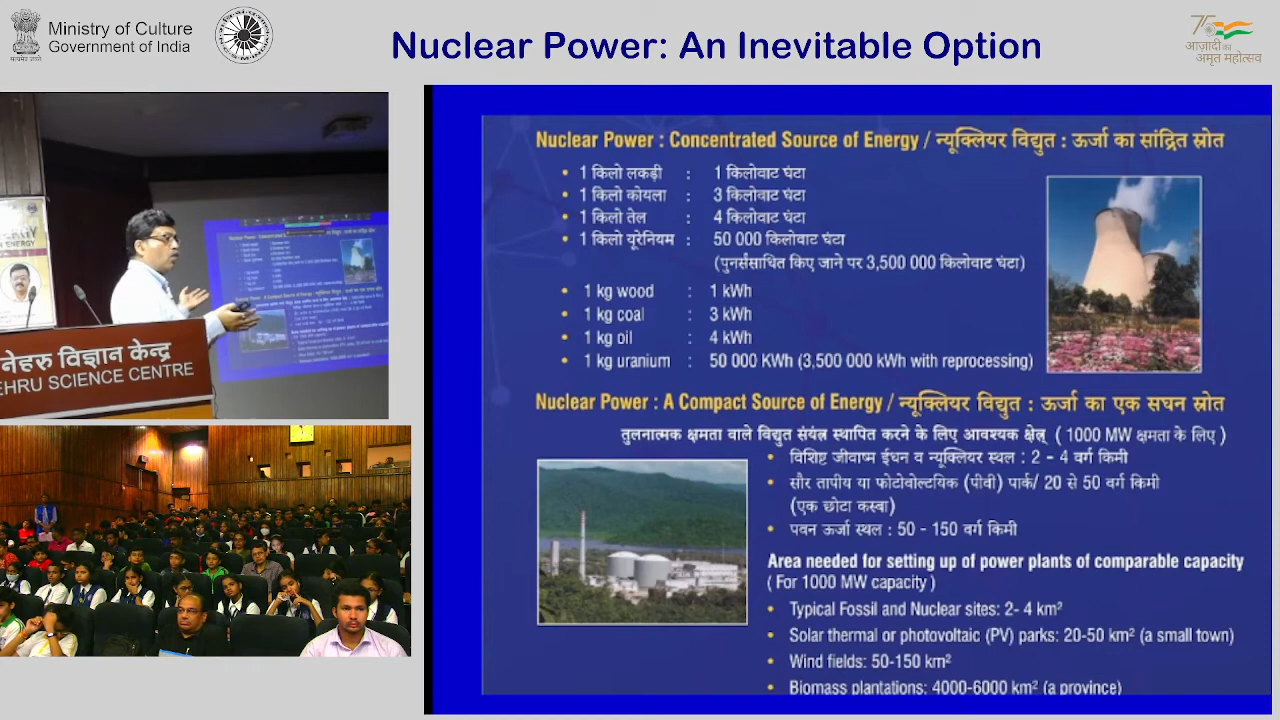 Ministry of Culture
Government of India
सत्यमेव जयते
Nuclear Power: An Inevitable Option
75
आज़ादी का
अमृत महोत्सव
नेहरु विज्ञान केन्द्र
EHRU SCIENCE CENTRE
Nuclear Power : Concentrated Source of Energy / न्यूक्लियर विद्युत : ऊर्जा का सांद्रित स्रोत
• 1 किलो लकड़ी : 1 किलोवाट घंटा
• 1 किलो कोयला : 3 किलोवाट घंटा
• 1 किलो तेल : 4 किलोवाट घंटा
• 1 किलो यूरेनियम : 50 000 किलोवाट घंटा
(पुनर्संसाधित किए जाने पर 3,500 000 किलोवाट घंटा)
• 1 kg wood : 1 kWh
• 1 kg coal : 3 kWh
• 1 kg oil : 4 kWh
• 1 kg uranium : 50 000 KWh (3,500 000 kWh with reprocessing)
Nuclear Power : A Compact Source of Energy / न्यूक्लियर विद्युत : ऊर्जा का एक सघन स्रोत
तुलनात्मक क्षमता वाले विद्युत संयंत्र स्थापित करने के लिए आवश्यक क्षेत्र ( 1000 MW क्षमता के लिए )
• विशिष्ट जीवाष्म ईंधन व न्यूक्लियर स्थल : 2 - 4 वर्ग किमी
• सौर तापीय या फोटोवोल्टयिक (पीवी) पार्क/ 20 से 50 वर्ग किमी
(एक छोटा कस्बा)
• पवन ऊर्जा स्थल : 50 - 150 वर्ग किमी
Area needed for setting up of power plants of comparable capacity
( For 1000 MW capacity )
• Typical Fossil and Nuclear sites: 2- 4 km²
• Solar thermal or photovoltaic (PV) parks: 20-50 km² (a small town)
• Wind fields: 50-150 km²
• Biomass plantations: 4000-6000 km² (a province)